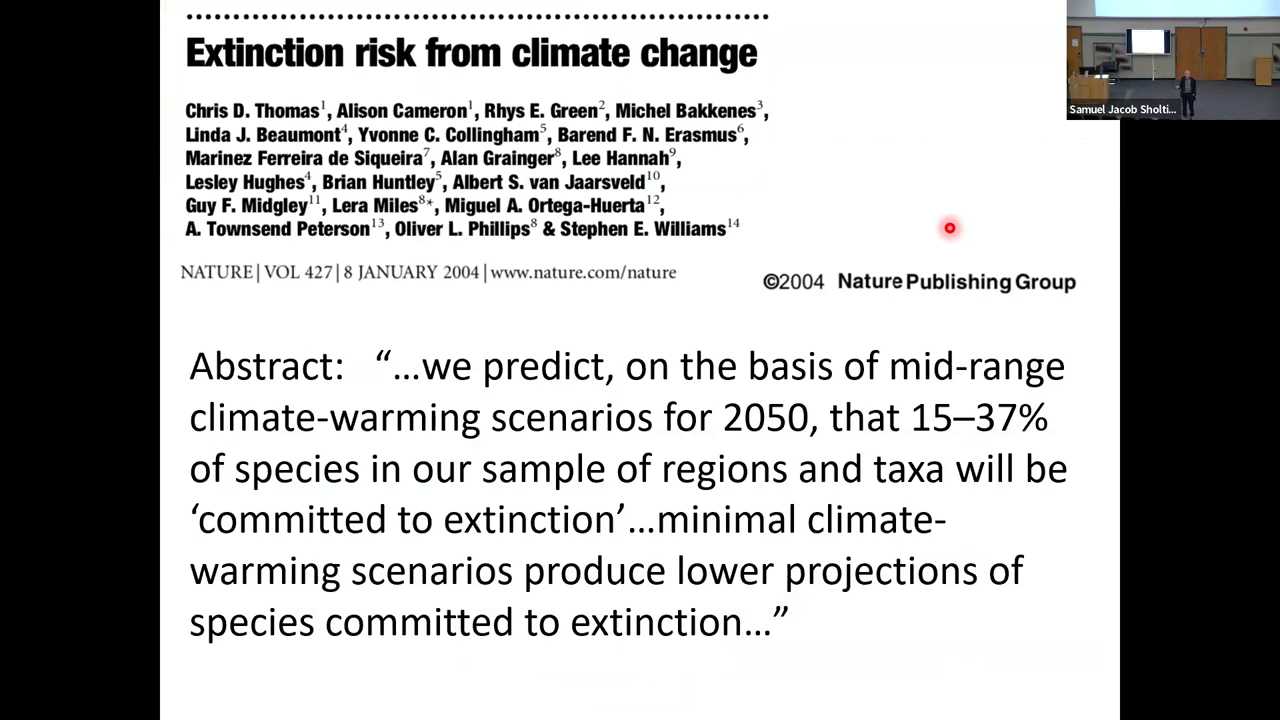 Extinction risk from climate change
Chris D. Thomas¹, Alison Cameron¹, Rhys E. Green², Michel Bakkenes³,
Linda J. Beaumont⁴, Yvonne C. Collingham⁵, Barend F. N. Erasmus⁶,
Marinez Ferreira de Siqueira⁷, Alan Grainger⁸, Lee Hannah⁹,
Lesley Hughes⁴, Brian Huntley⁵, Albert S. van Jaarsveld¹⁰,
Guy F. Midgley¹¹, Lera Miles⁸*, Miguel A. Ortega-Huerta¹²,
A. Townsend Peterson¹³, Oliver L. Phillips⁸ & Stephen E. Williams¹⁴
NATURE | VOL 427 | 8 JANUARY 2004 | www.nature.com/nature
©2004 Nature Publishing Group
Abstract: “…we predict, on the basis of mid-range
climate-warming scenarios for 2050, that 15–37%
of species in our sample of regions and taxa will be
‘committed to extinction’…minimal climate-
warming scenarios produce lower projections of
species committed to extinction…”
Samuel Jacob Sholti...